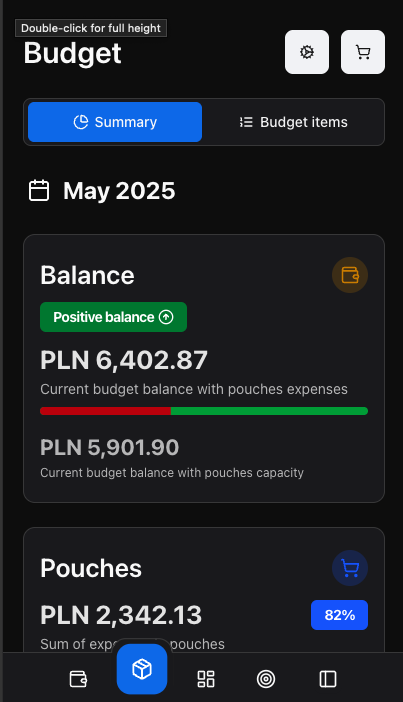 Double-click for full height
Budget
Summary
Budget items
May 2025
Balance
Positive balance
PLN 6,402.87
Current budget balance with pouches expenses
PLN 5,901.90
Current budget balance with pouches capacity
Pouches
PLN 2,342.13
82%
Sum of pouches